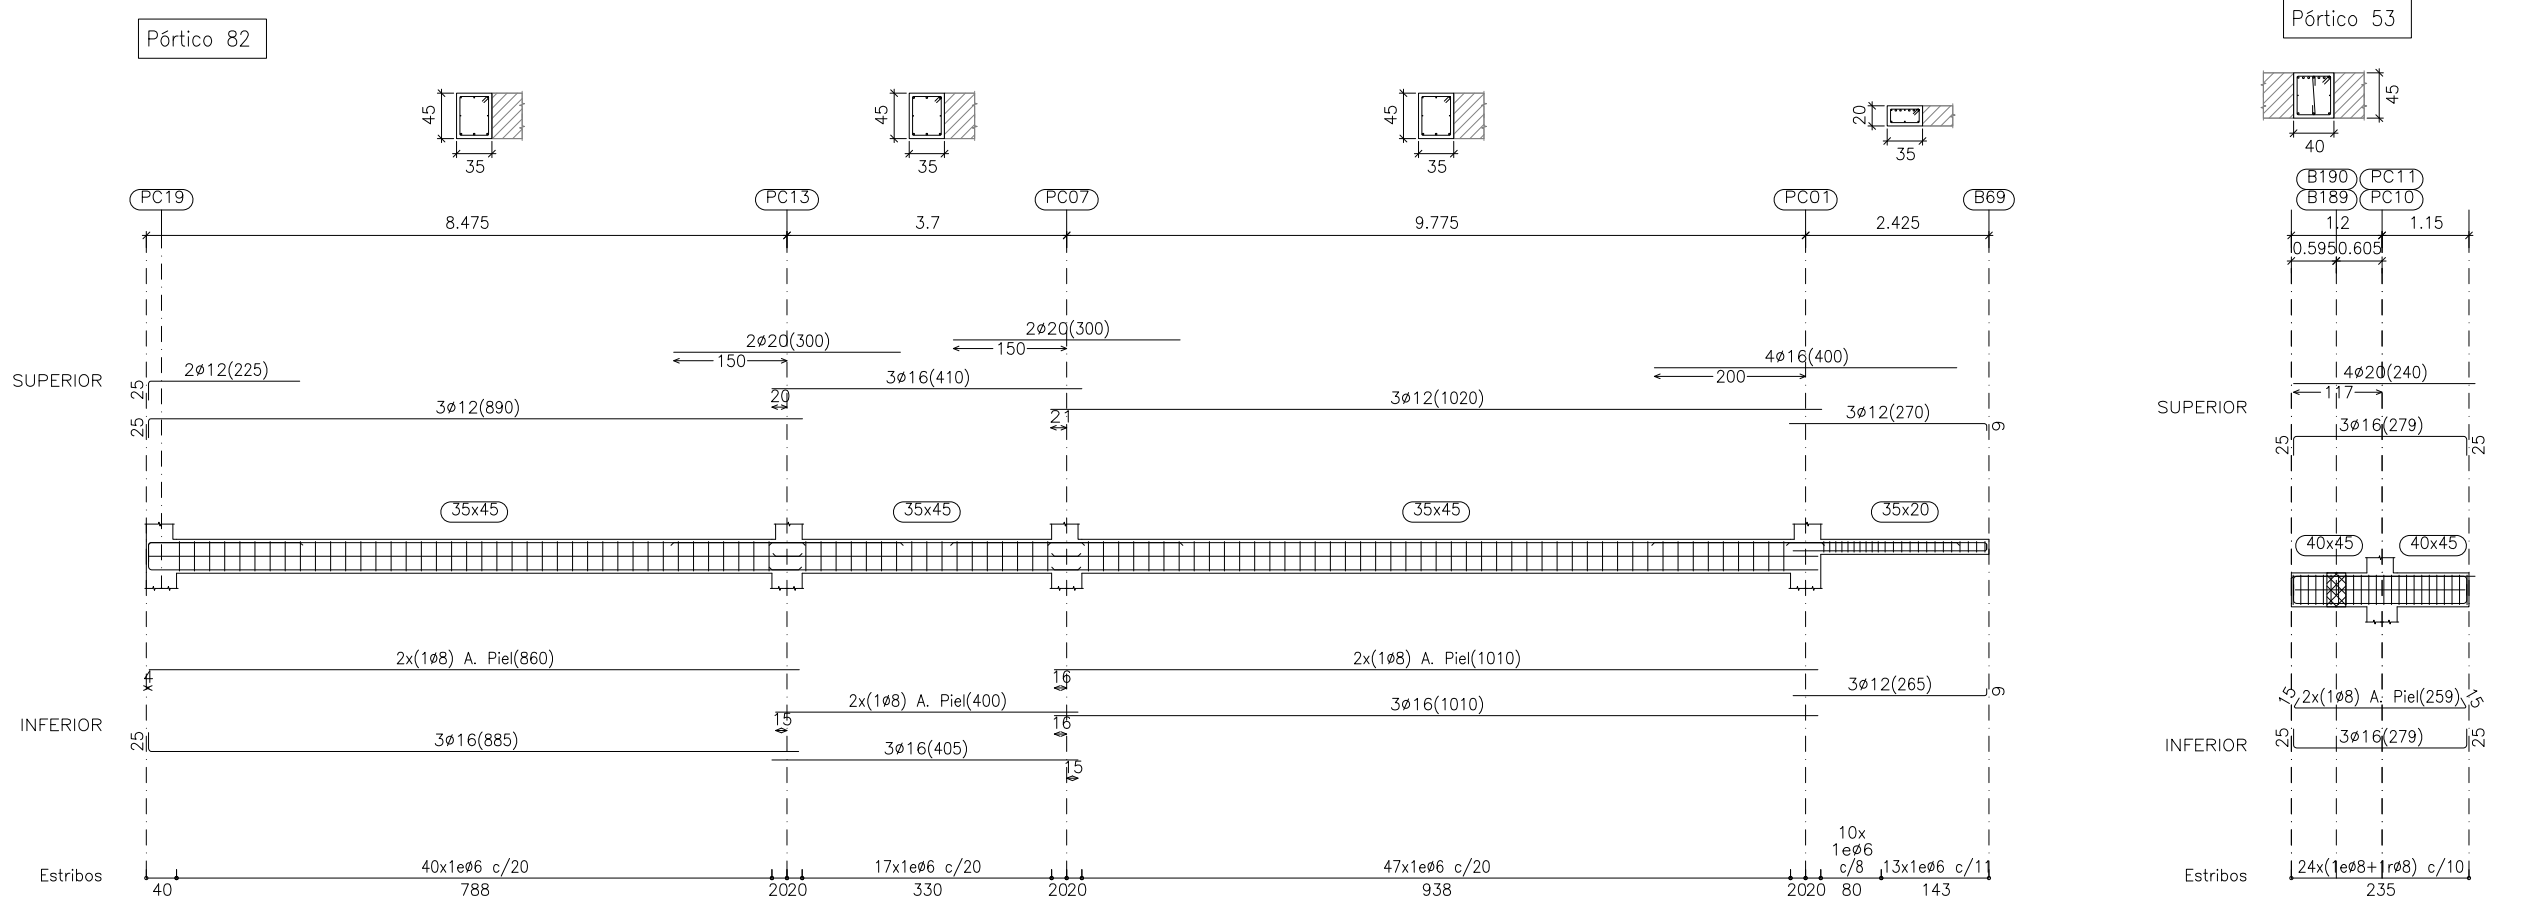 Pórtico 82
Pórtico 53
45
35
45
35
45
35
20
35
45
40
PC19
PC13
PC07
PC01
B69
B190
PC11
B189
PC10
8.475
3.7
9.775
2.425
1.2
1.15
0.595
0.605
SUPERIOR
25
2ø12(225)
25
3ø12(890)
2ø20(300)
150
20
3ø16(410)
2ø20(300)
150
21
3ø12(1020)
4ø16(400)
200
3ø12(270)
9
SUPERIOR
4ø20(240)
117
3ø16(279)
25
25
35x45
35x45
35x45
35x20
40x45
40x45
INFERIOR
2x(1ø8) A. Piel(860)
4
25
3ø16(885)
2x(1ø8) A. Piel(400)
15
3ø16(405)
15
2x(1ø8) A. Piel(1010)
16
3ø16(1010)
16
3ø12(265)
9
INFERIOR
15
2x(1ø8) A. Piel(259)
15
25
3ø16(279)
25
Estribos
40x1eø6 c/20
17x1eø6 c/20
47x1eø6 c/20
10x
1eø6
c/8
13x1eø6 c/11
40
788
20
20
330
20
20
938
20
20
80
143
Estribos
24x(1eø8+1rø8) c/10
235